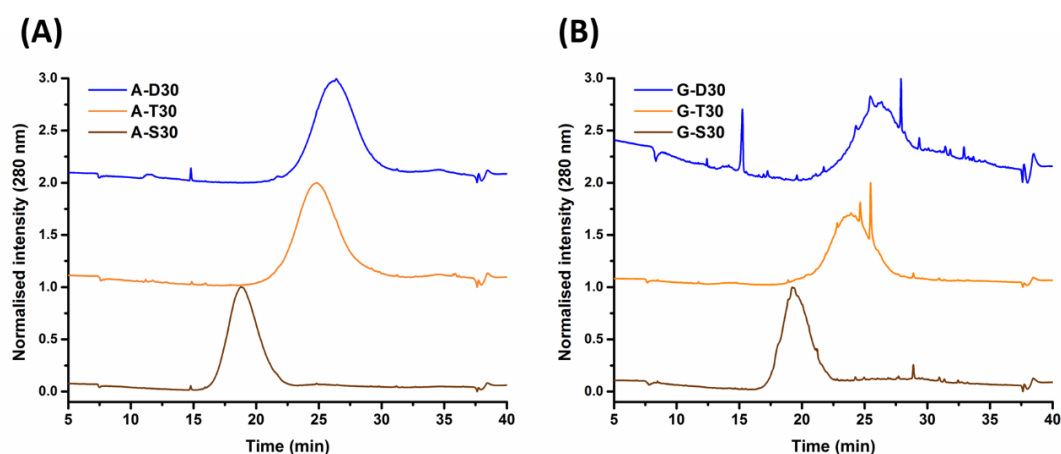 (A)
Normalised intensity (280 nm)
A-D30
A-T30
A-S30
3.0
2.5
2.0
1.5
1.0
0.5
0.0
5 10 15 20 25 30 35 40
Time (min)
(B)
Normalised intensity (280 nm)
G-D30
G-T30
G-S30
3.0
2.5
2.0
1.5
1.0
0.5
0.0
5 10 15 20 25 30 35 40
Time (min)